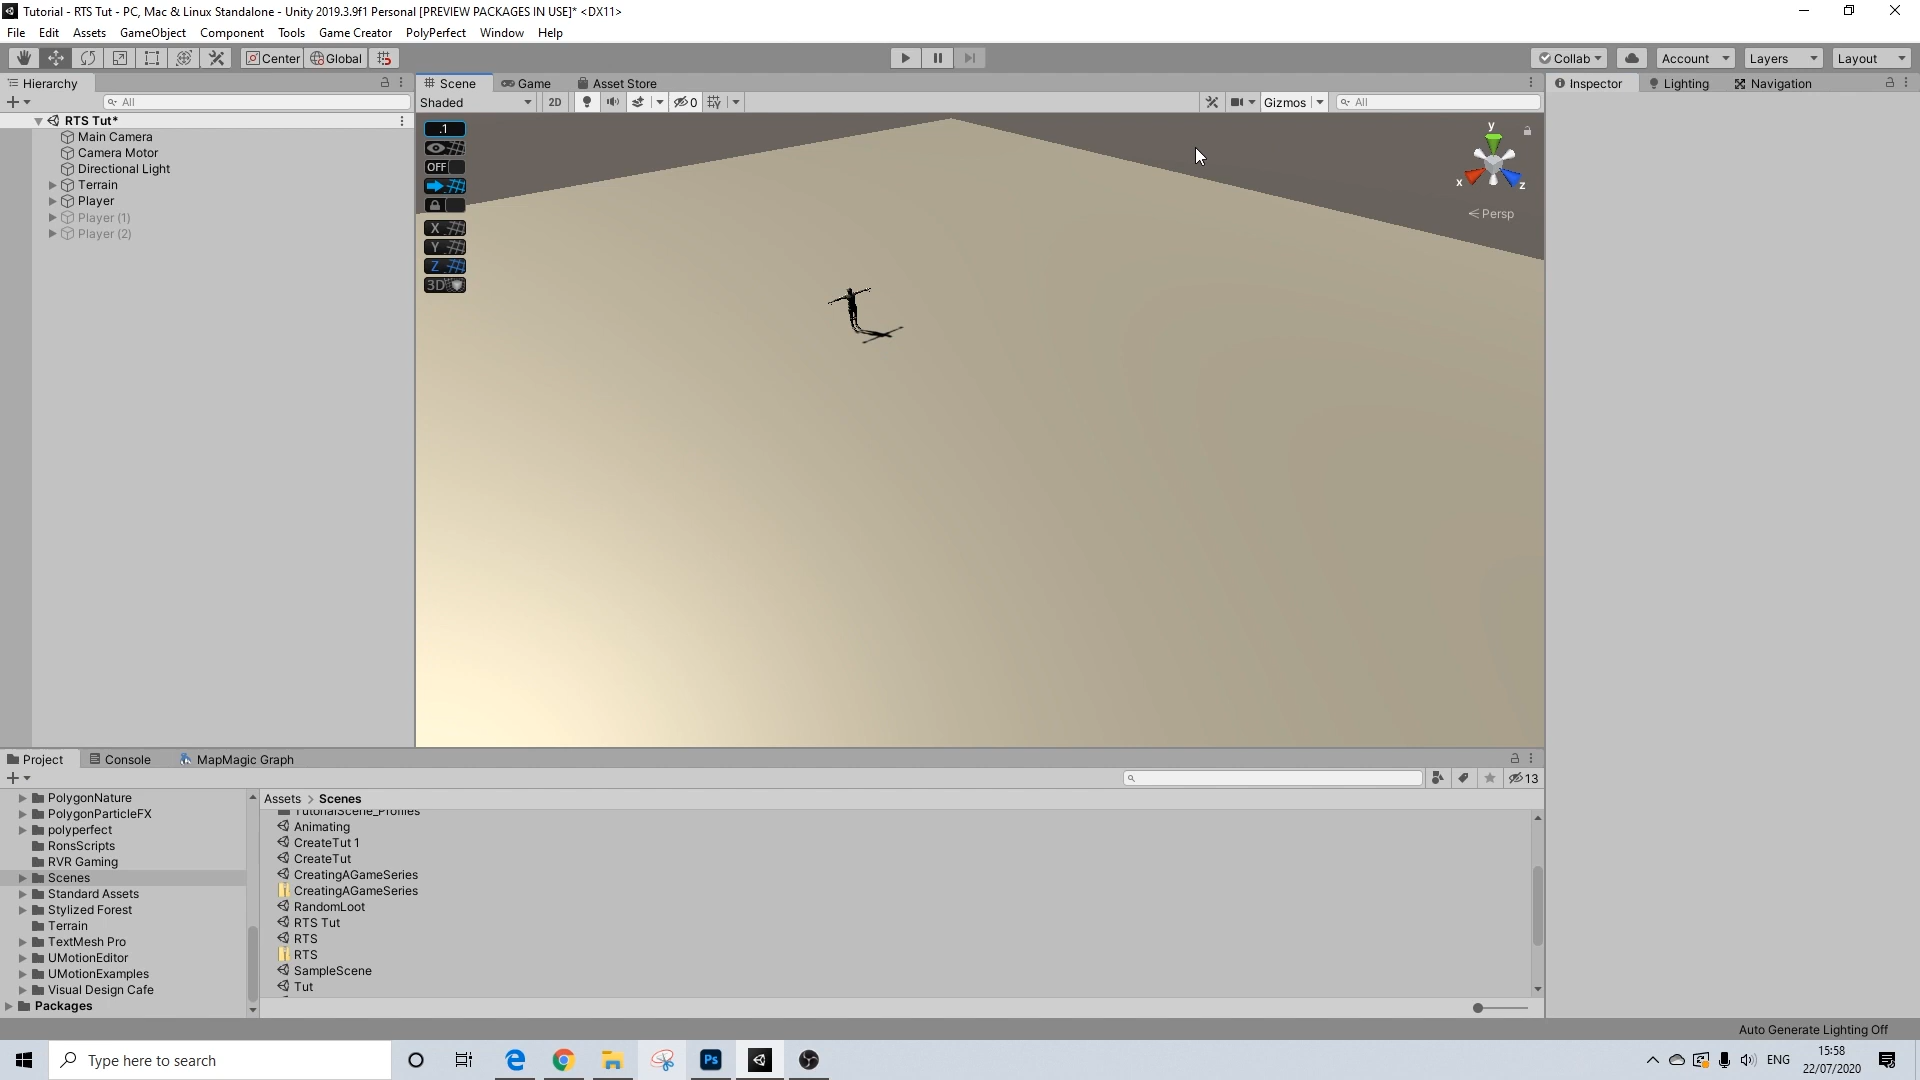 Tutorial - RTS Tut - PC, Mac & Linux Standalone - Unity 2019.3.9f1 Personal [PREVIEW PACKAGES IN USE]* <DX11>
File Edit Assets GameObject Component Tools Game Creator PolyPerfect Window Help
Center Global Collab Account Layers Layout
Hierarchy Scene Game Asset Store Inspector Lighting Navigation
All Shaded 2D 0 Gizmos All
RTS Tut*
Main Camera
Camera Motor
Directional Light
Terrain
Player
Player (1)
Player (2)
.1
OFF
X
Y
Z
3D
y
x
z
Persp
Project Console MapMagic Graph
13
PolygonNature
PolygonParticleFX
polyperfect
RonsScripts
RVR Gaming
Scenes
Standard Assets
Stylized Forest
Terrain
TextMesh Pro
UMotionEditor
UMotionExamples
Visual Design Cafe
Packages
Assets > Scenes
TutorialScene_Profiles
Animating
CreateTut 1
CreateTut
CreatingAGameSeries
CreatingAGameSeries
RandomLoot
RTS Tut
RTS
RTS
SampleScene
Tut
Auto Generate Lighting Off
Type here to search
Ps
ENG
15:58
22/07/2020